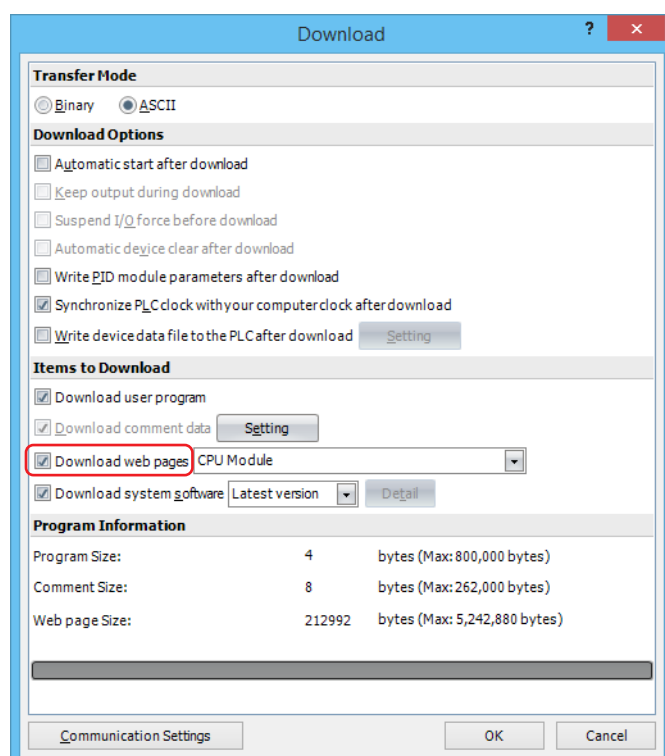 Download ?
Transfer Mode
Binary ASCII
Download Options
Automatic start after download
Keep output during download
Suspend I/O force before download
Automatic device clear after download
Write PID module parameters after download
Synchronize PLC clock with your computer clock after download
Write device data file to the PLC after download Setting
Items to Download
Download user program
Download comment data Setting
Download web pages CPU Module
Download system software Latest version Detail
Program Information
Program Size: 4 bytes (Max: 800,000 bytes)
Comment Size: 8 bytes (Max: 262,000 bytes)
Web page Size: 212992 bytes (Max: 5,242,880 bytes)
Communication Settings OK Cancel